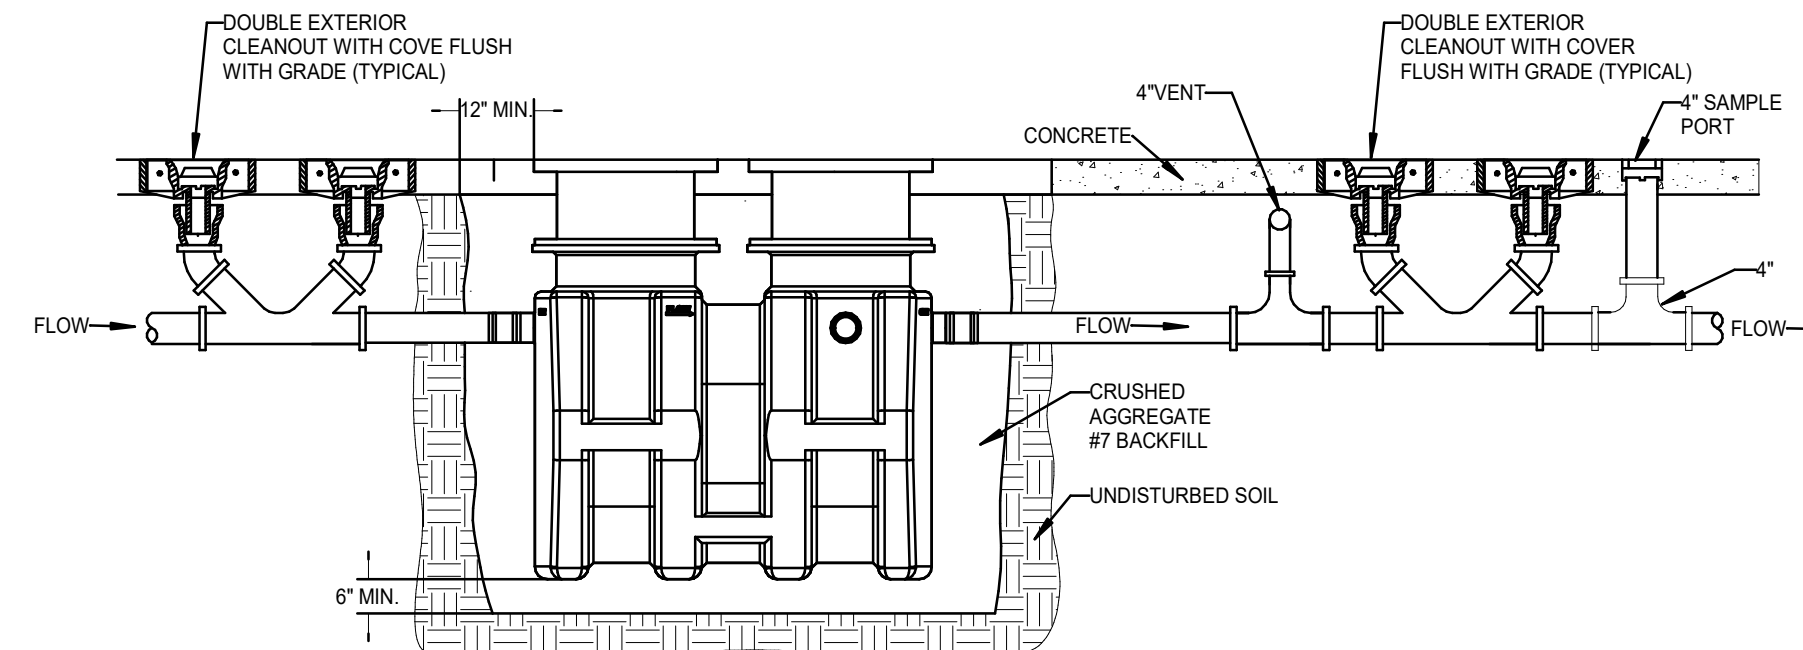 DOUBLE EXTERIOR
CLEANOUT WITH COVE FLUSH
WITH GRADE (TYPICAL)
12" MIN.
4"VENT
CONCRETE
DOUBLE EXTERIOR
CLEANOUT WITH COVER
FLUSH WITH GRADE (TYPICAL)
4" SAMPLE
PORT
4"
FLOW
FLOW
FLOW
CRUSHED
AGGREGATE
#7 BACKFILL
UNDISTURBED SOIL
6" MIN.